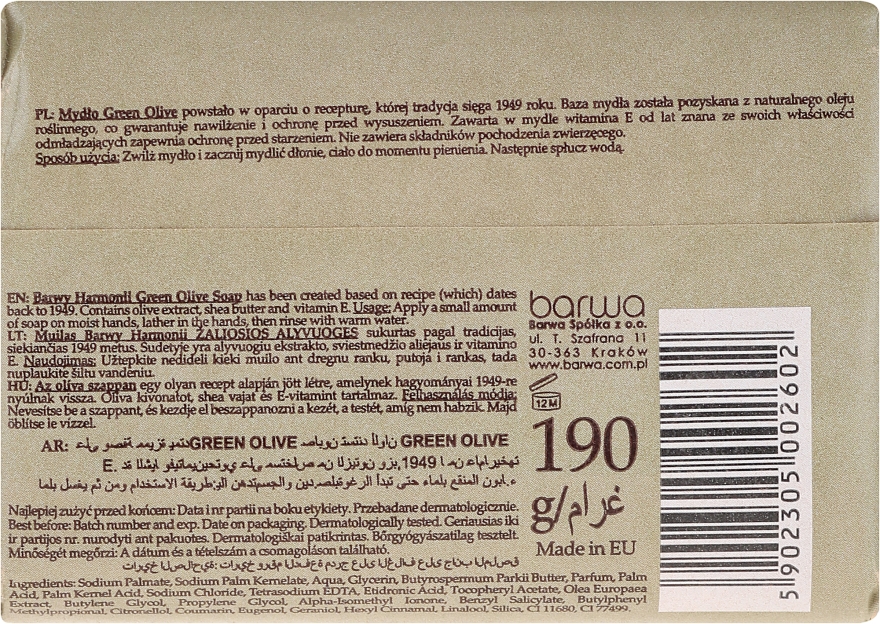 PL: Mydło Green Olive powstało w oparciu o recepturę, której tradycja sięga 1949 roku. Baza mydła została pozyskana z naturalnego oleju
roślinnego, co gwarantuje nawilżenie i ochronę przed wysuszeniem. Zawarta w mydle witamina E od lat znana ze swoich właściwości
odmładzających zapewnia ochronę przed starzeniem. Nie zawiera składników pochodzenia zwierzęcego.
Sposób użycia: Zwilż mydło i zacznij mydlić dłonie, ciało do momentu pienienia. Następnie spłucz wodą.
EN: Barwy Harmonii Green Olive Soap has been created based on recipe (which) dates
back to 1949. Contains olive extract, shea butter and vitamin E. Usage: Apply a small amount
of soap on moist hands, lather in the hands, then rinse with warm water.
LT: Muilas Barwy Harmonii ŽALIOSIOS ALYVUOGĖS sukurtas pagal tradicijas,
siekiančias 1949 metus. Sudėtyje yra alyvuogių ekstrakto, sviestmedžio aliejaus ir vitamino
E. Naudojimas: Užtepkite nedideli kieki muilo ant dregnu ranku, putoja i rankas, tada
nuplaukite šiltu vandeniu.
HU: Az olíva szappan egy olyan recept alapján jött létre, amelynek hagyományai 1949-re
nyúlnak vissza. Oliva kivonatot, shea vajat és E-vitamint tartalmaz. Felhasználás módja:
Nevesítse be a szappant, és kezdje el beszappanozni a kezét, a testét, amíg nem habzik. Majd
öblítse le vízzel.
AR: GREEN OLIVE GREEN OLIVE
1949 E.
Najlepiej zużyć przed końcem: Data i nr partii na boku etykiety. Przebadane dermatologicznie.
Best before: Batch number and exp. Date on packaging. Dermatologically tested. Geriausias iki
ir partijos nr. nurodyti ant pakuotes. Dermatologiškai patikrintas. Bőrgyógyászatilag tesztelt.
Minőségét megőrzi: A dátum és a tételszám a csomagoláson található.
Ingredients: Sodium Palmate, Sodium Palm Kernelate, Aqua, Glycerin, Butyrospermum Parkii Butter, Parfum, Palm
Acid, Palm Kernel Acid, Sodium Chloride, Tetrasodium EDTA, Etidronic Acid, Tocopheryl Acetate, Olea Europaea
Extract, Butylene Glycol, Propylene Glycol, Alpha-Isomethyl Ionone, Benzyl Salicylate, Butylphenyl
Methylpropional, Citronellol, Coumarin, Eugenol, Geraniol, Hexyl Cinnamal, Linalool, Silica, CI 11680, CI 77499.
barwa
Barwa Spółka z o.o.
ul. T. Szafrana 11
30-363 Kraków
www.barwa.com.pl
12M
190
g/غرام
Made in EU
5 902305 002602